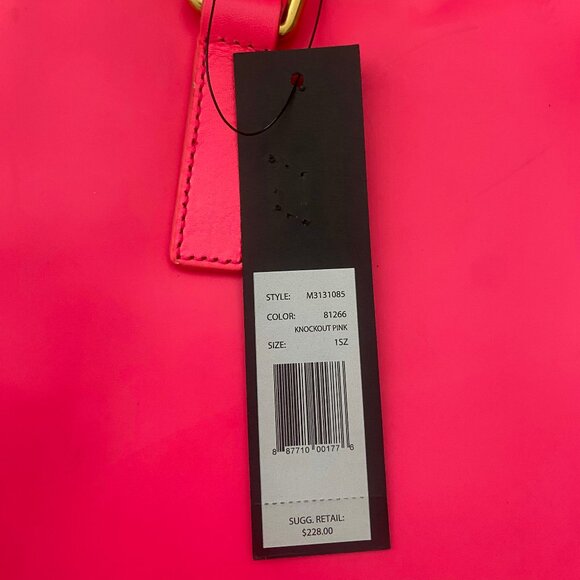 STYLE: M3131085
COLOR: 81266
KNOCKOUT PINK
SIZE: 1SZ
8 87710 00177 6
SUGG. RETAIL:
$228.00